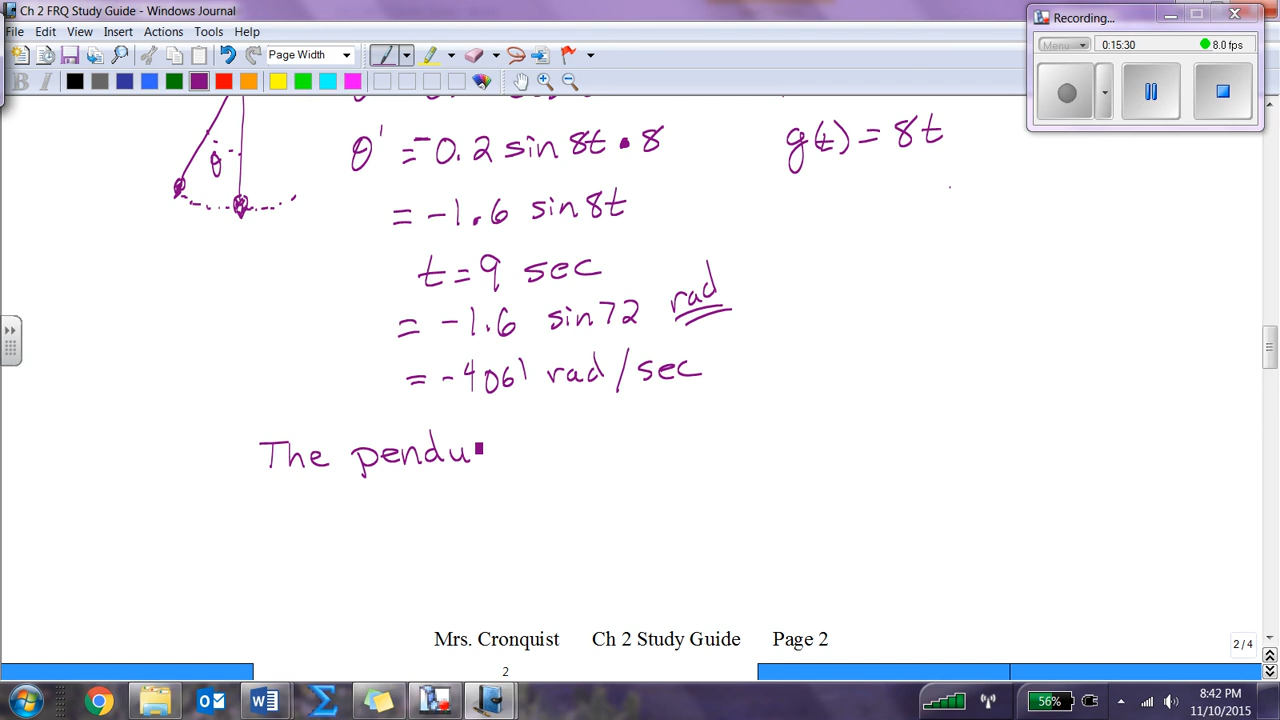 Ch 2 FRQ Study Guide - Windows Journal
Recording...
File Edit View Insert Actions Tools Help
Menu 0:15:30 8.0 fps
Page Width
B
θ' = -0.2 sin 8t • 8
g(t) = 8t
θ
= -1.6 sin 8t
t = 9 sec
= -1.6 sin 72 rad
= -.4061 rad/sec
The pendu
Mrs. Cronquist Ch 2 Study Guide Page 2
2 / 4
2
56%
8:42 PM
11/10/2015